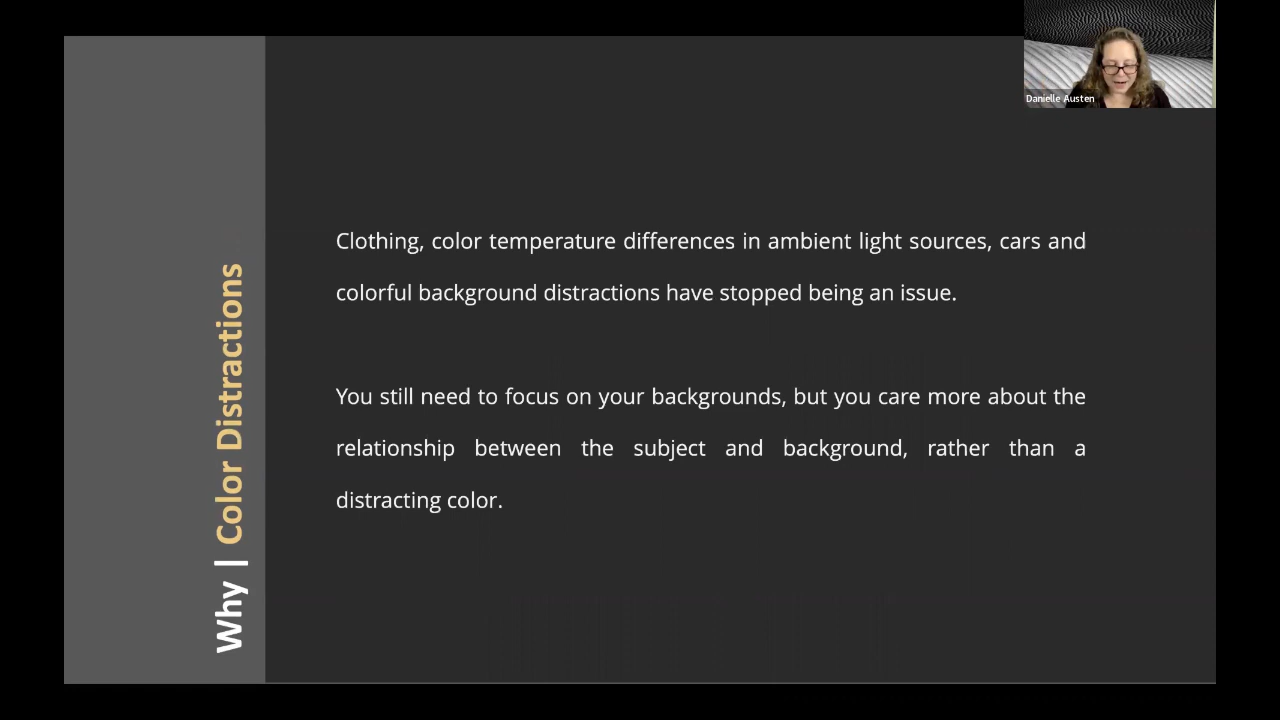 Danielle Austen
Why | Color Distractions
Clothing, color temperature differences in ambient light sources, cars and
colorful background distractions have stopped being an issue.
You still need to focus on your backgrounds, but you care more about the
relationship between the subject and background, rather than a
distracting color.